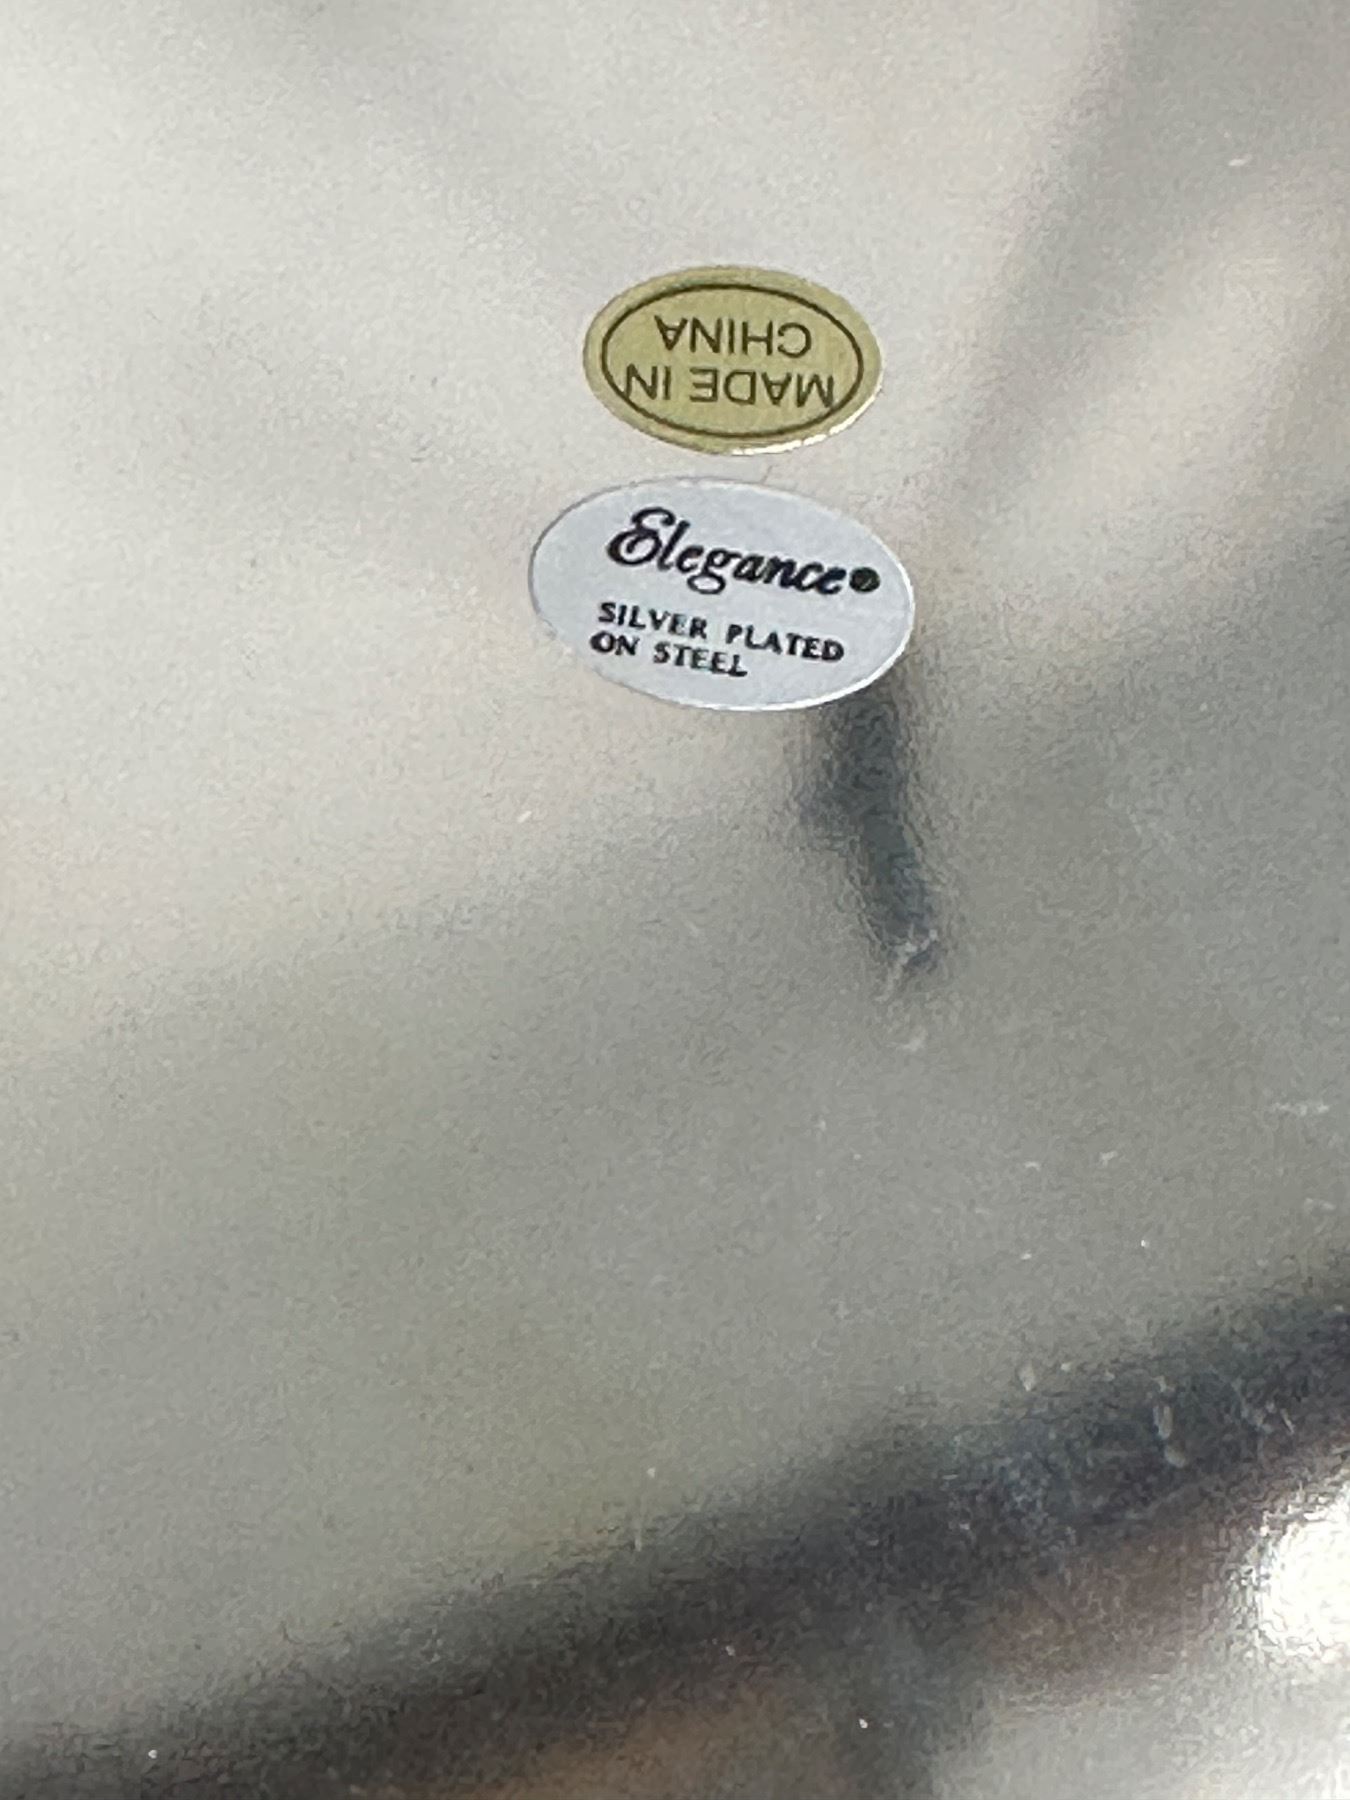 MADE IN
CHINA
Elegance®
SILVER PLATED
ON STEEL